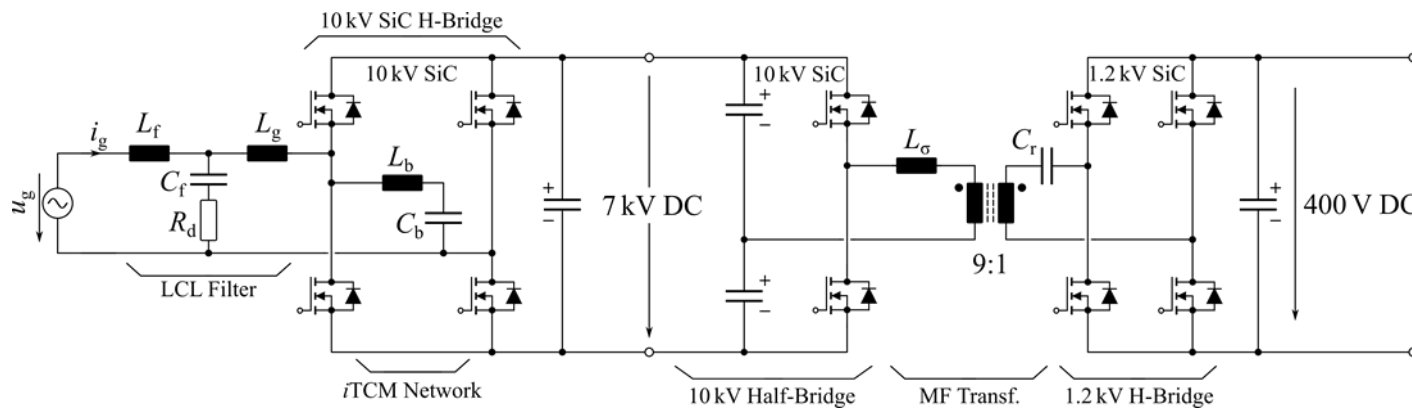 10 kV SiC H-Bridge
10 kV SiC
10 kV SiC
1.2 kV SiC
i_g
L_f
L_g
L_b
C_f
R_d
C_b
u_g
+
−
7 kV DC
+
−
+
−
L_σ
C_r
9:1
+
−
400 V DC
LCL Filter
iTCM Network
10 kV Half-Bridge
MF Transf.
1.2 kV H-Bridge